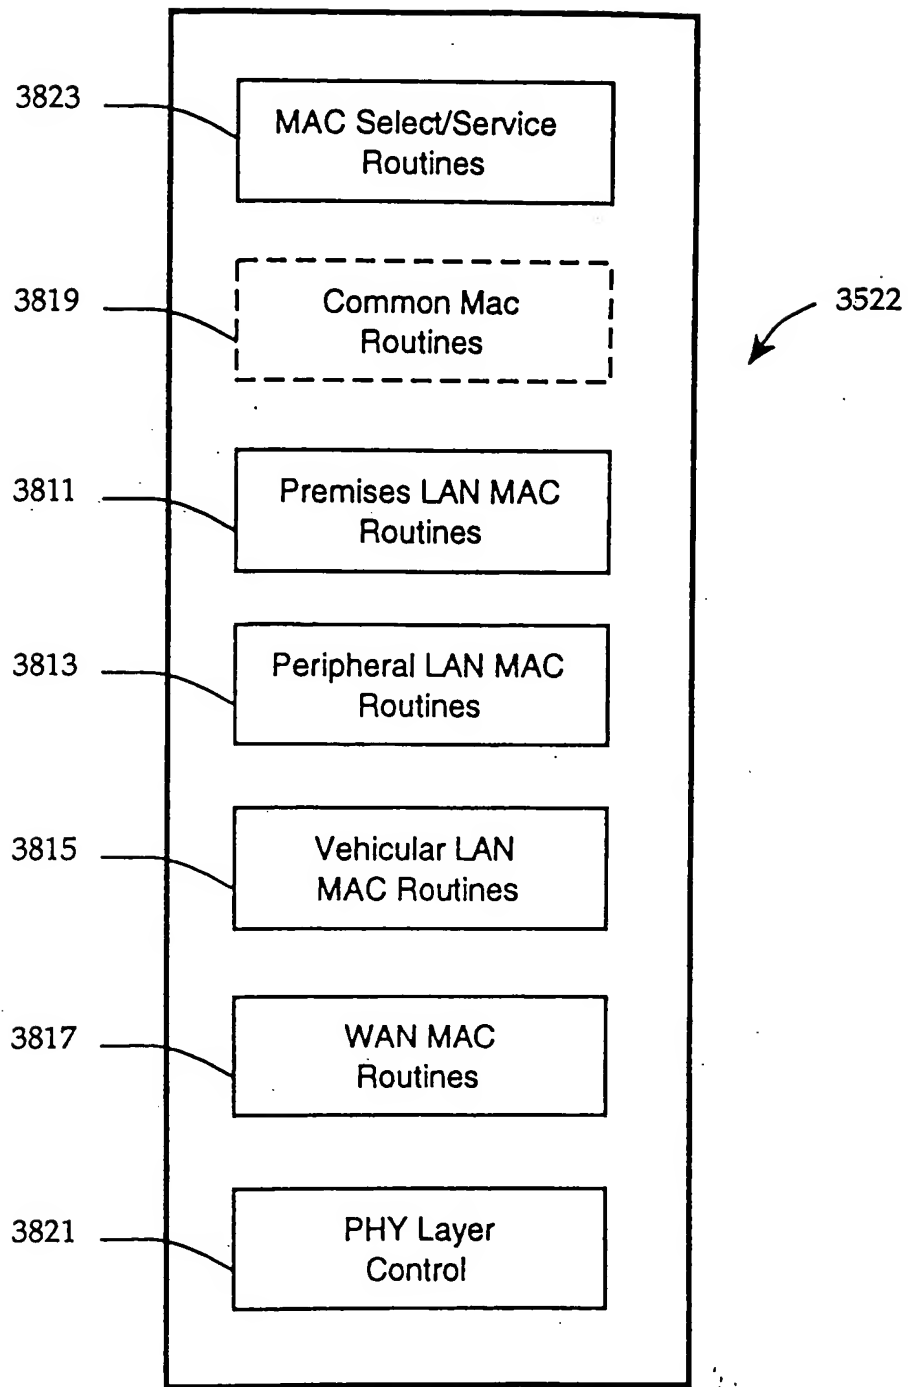 3823
MAC Select/Service
Routines
3819
Common Mac
Routines
3522
3811
Premises LAN MAC
Routines
3813
Peripheral LAN MAC
Routines
3815
Vehicular LAN
MAC Routines
3817
WAN MAC
Routines
3821
PHY Layer
Control